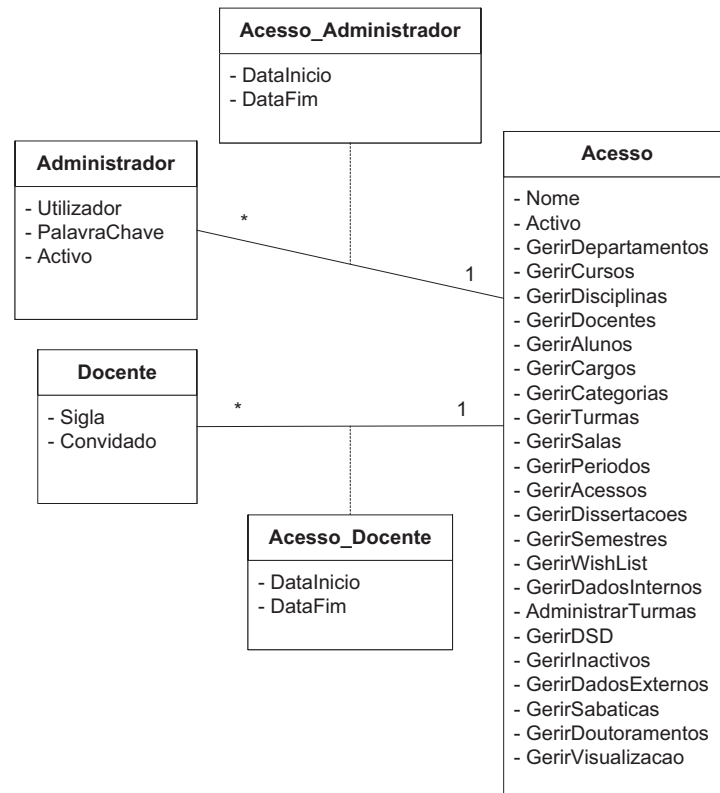 Acesso_Administrador
- DataInicio
- DataFim
Administrador
- Utilizador
- PalavraChave
- Activo
*
1
Docente
- Sigla
- Convidado
*
1
Acesso_Docente
- DataInicio
- DataFim
Acesso
- Nome
- Activo
- GerirDepartamentos
- GerirCursos
- GerirDisciplinas
- GerirDocentes
- GerirAlunos
- GerirCargos
- GerirCategorias
- GerirTurmas
- GerirSalas
- GerirPeriodos
- GerirAcessos
- GerirDissertacoes
- GerirSemestres
- GerirWishList
- GerirDadosInternos
- AdministrarTurmas
- GerirDSD
- GerirInactivos
- GerirDadosExternos
- GerirSabaticas
- GerirDoutoramentos
- GerirVisualizacao